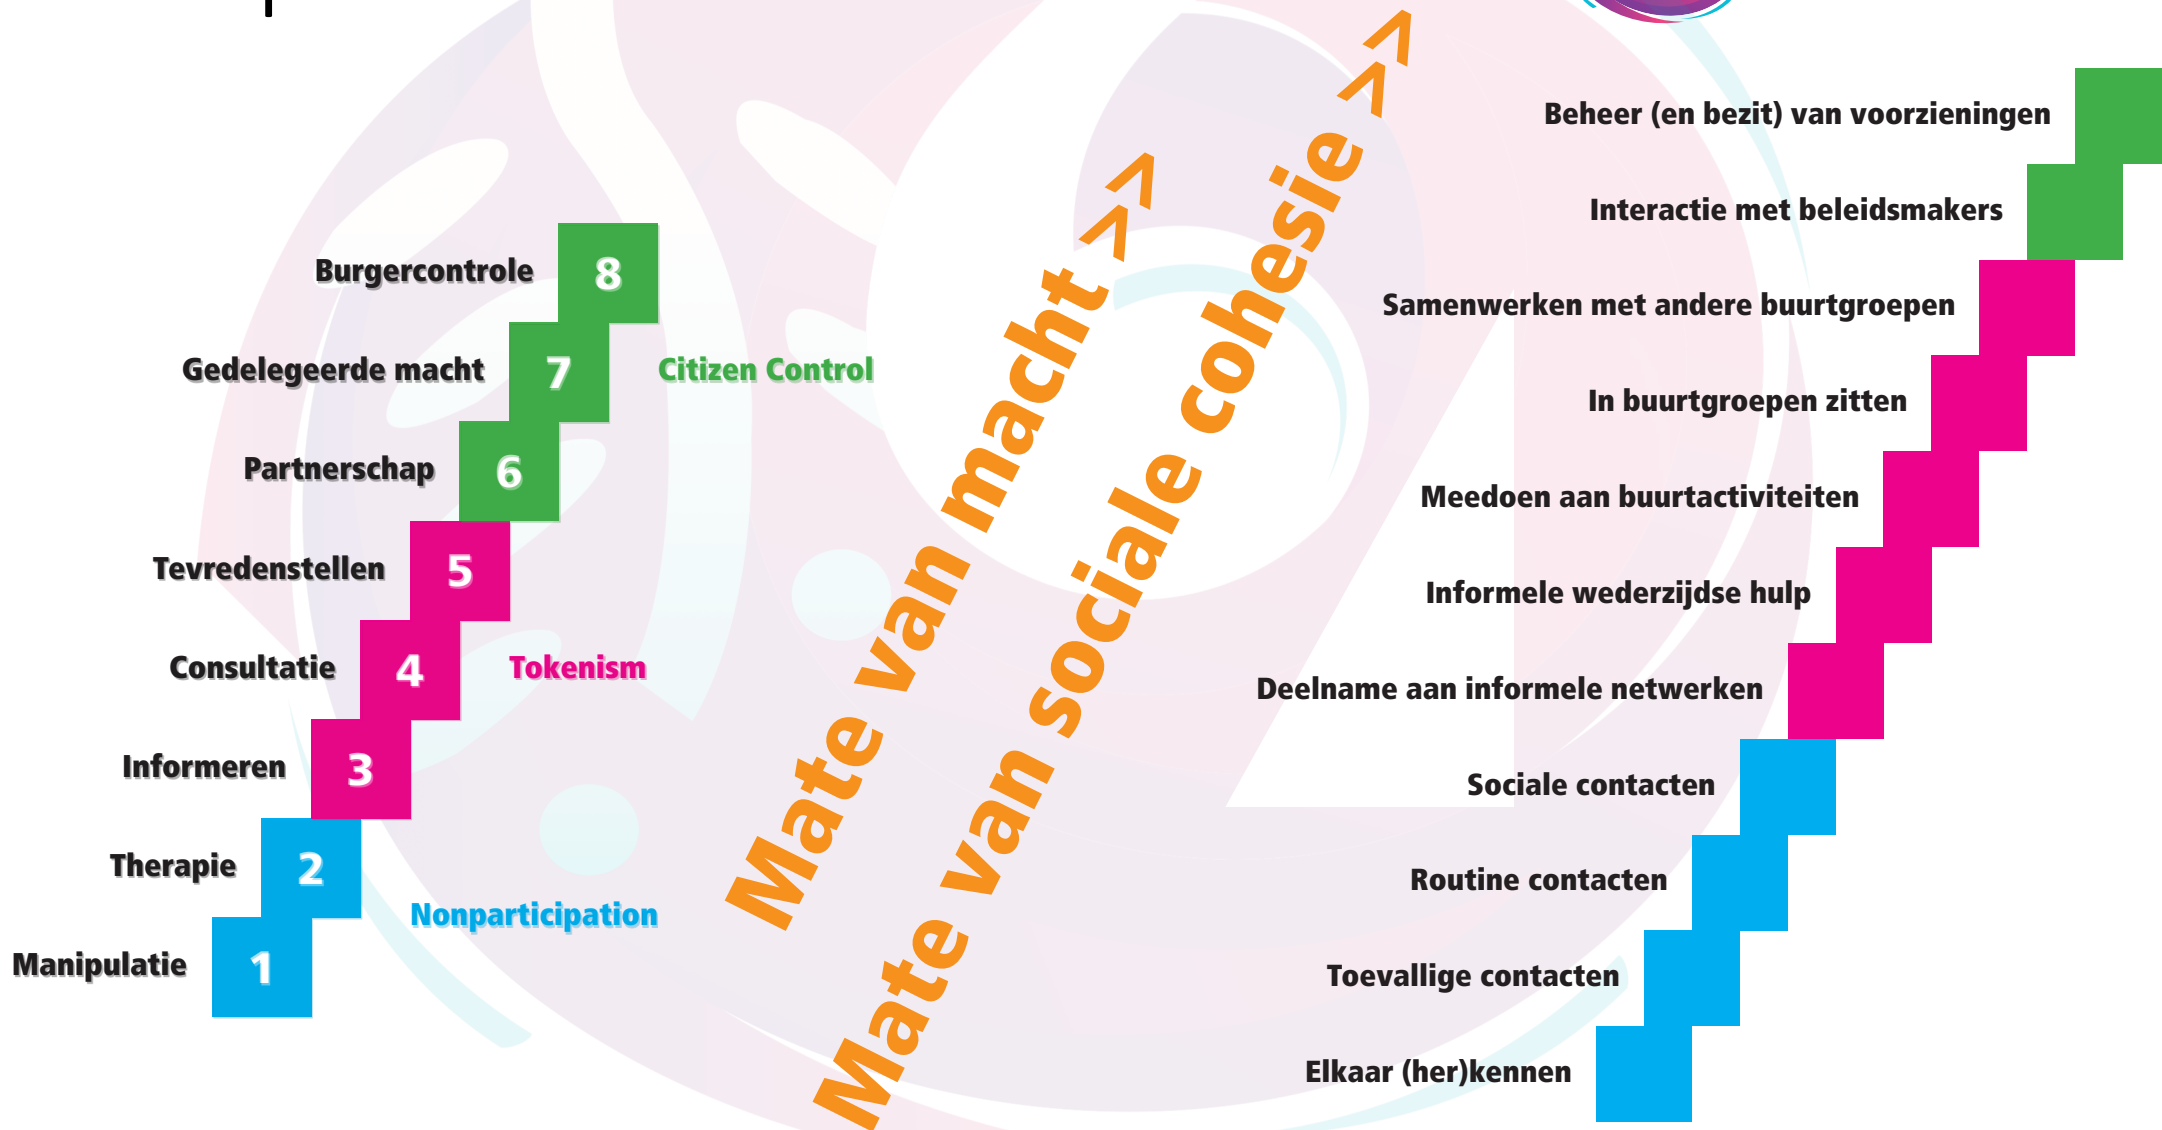 Burgercontrole
8
Gedelegeerde macht
7
Citizen Control
Partnerschap
6
Tevredenstellen
5
Consultatie
4
Tokenism
Informeren
3
Therapie
2
Nonparticipation
Manipulatie
1
Mate van macht >>
Mate van sociale cohesie >>
Beheer (en bezit) van voorzieningen
Interactie met beleidsmakers
Samenwerken met andere buurtgroepen
In buurtgroepen zitten
Meedoen aan buurtactiviteiten
Informele wederzijdse hulp
Deelname aan informele netwerken
Sociale contacten
Routine contacten
Toevallige contacten
Elkaar (her)kennen